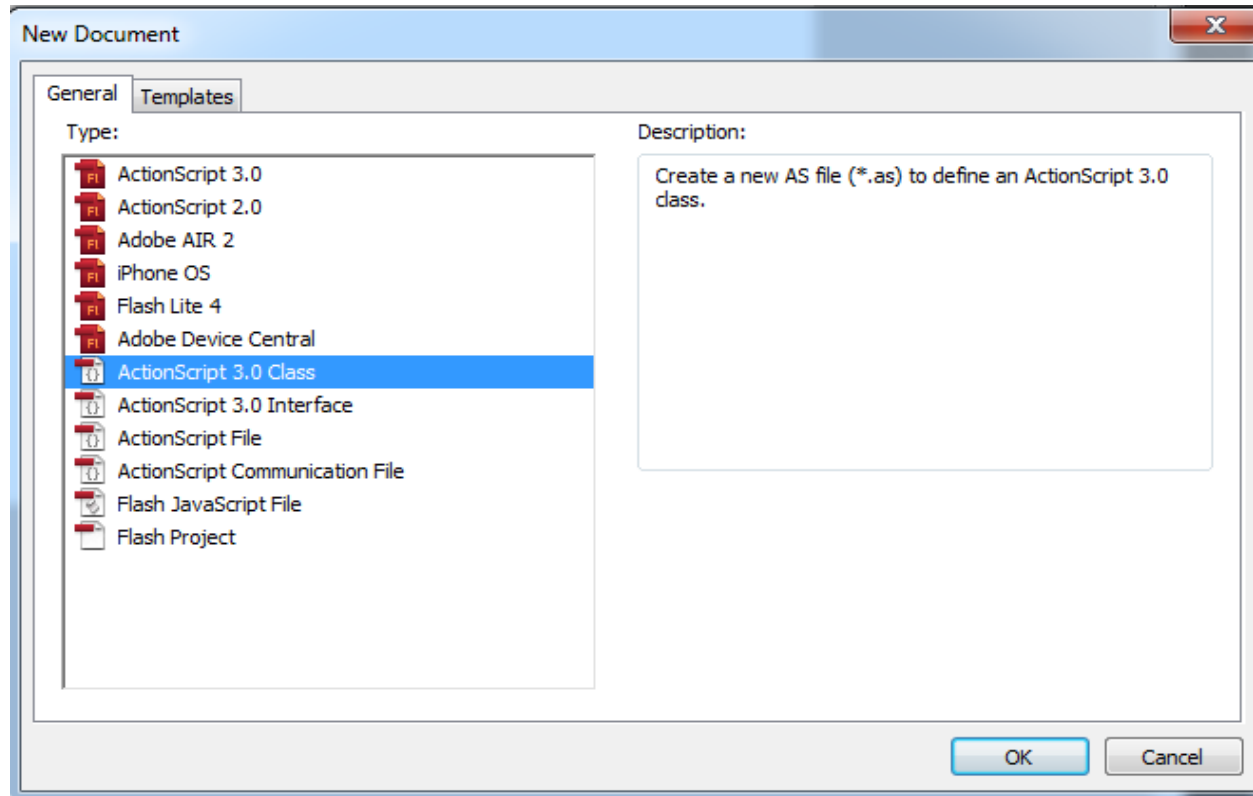 New Document
General
Templates
Type:
ActionScript 3.0
ActionScript 2.0
Adobe AIR 2
iPhone OS
Flash Lite 4
Adobe Device Central
ActionScript 3.0 Class
ActionScript 3.0 Interface
ActionScript File
ActionScript Communication File
Flash JavaScript File
Flash Project
Description:
Create a new AS file (*.as) to define an ActionScript 3.0
class.
OK
Cancel